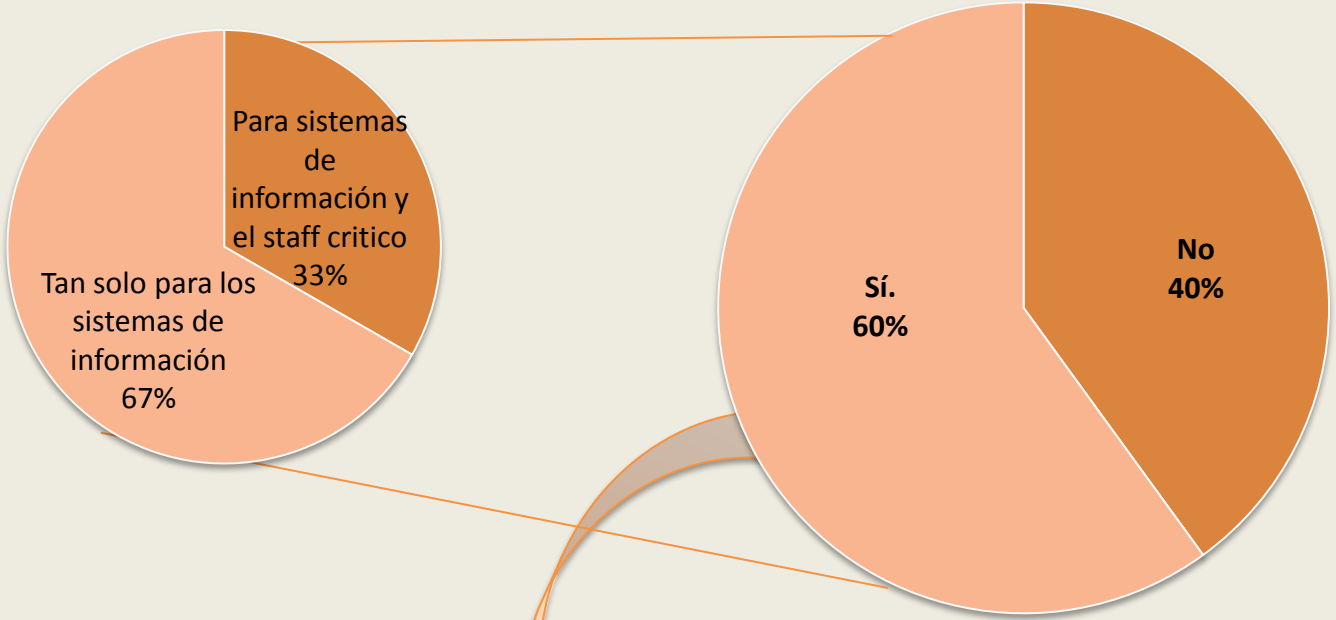 Para sistemas
de
información y
el staff critico
33%
Tan solo para los
sistemas de
información
67%
Sí.
60%
No
40%